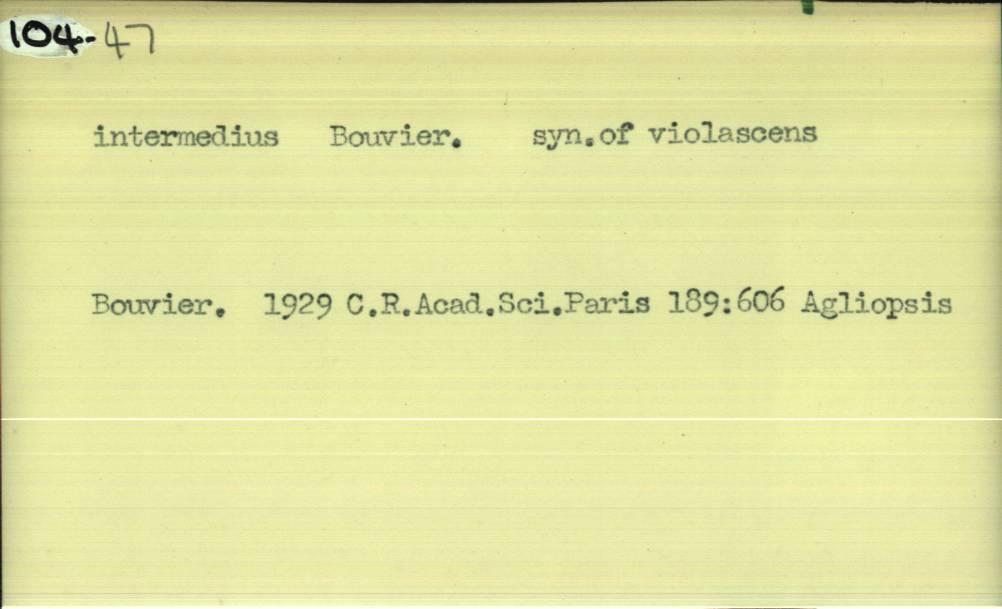 104-47
intermedius Bouvier. syn.of violascens
Bouvier. 1929 C.R.Acad.Sci.Paris 189:606 Agliopsis